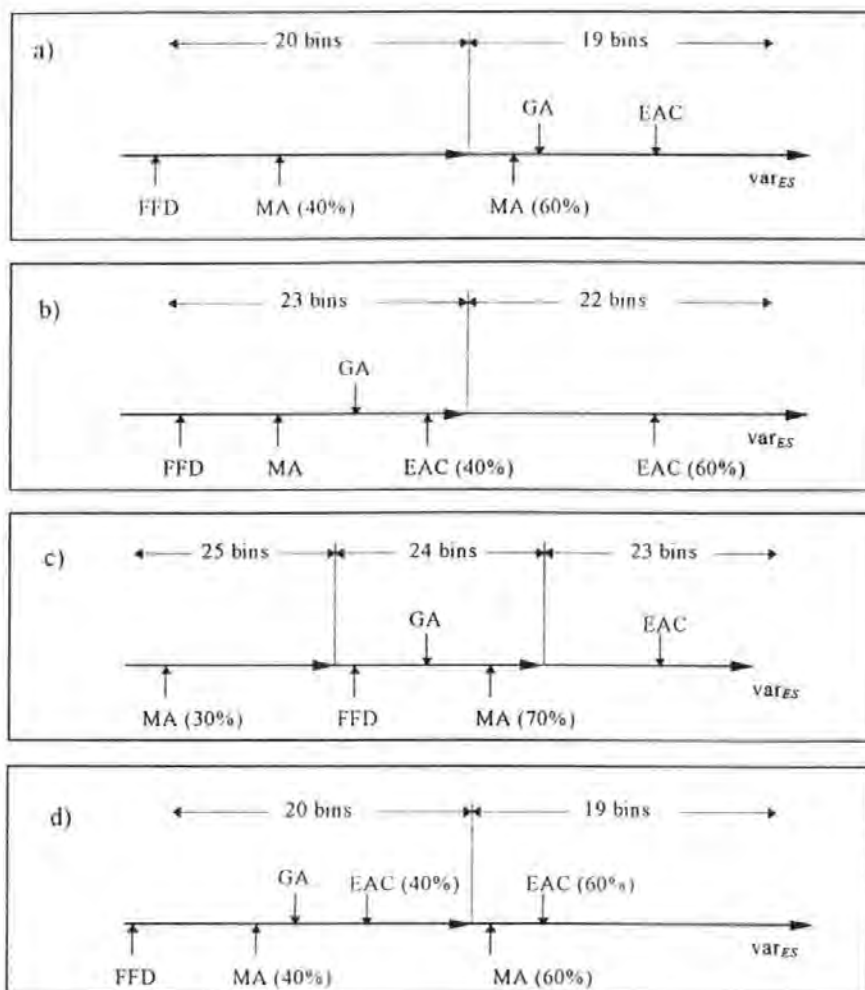 a)
20 bins 19 bins
GA EAC
var_ES
FFD MA (40%) MA (60%)
b)
23 bins 22 bins
GA
var_ES
FFD MA EAC (40%) EAC (60%)
c)
25 bins 24 bins 23 bins
GA EAC
var_ES
MA (30%) FFD MA (70%)
d)
20 bins 19 bins
GA EAC (40%) EAC (60%)
var_ES
FFD MA (40%) MA (60%)